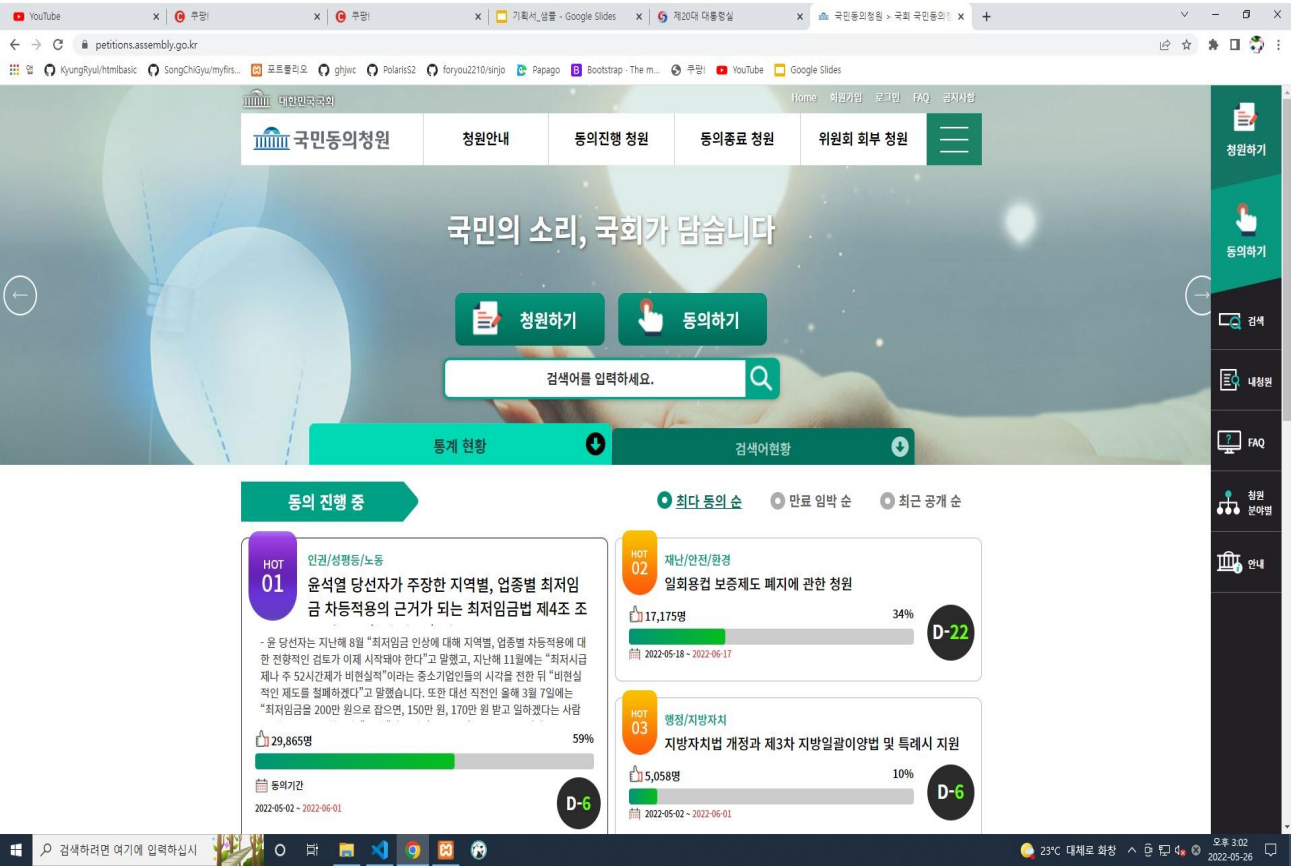 YouTube
쿠팡!
쿠팡!
기획서_샘플 - Google Slides
제20대 대통령실
국민동의청원 > 국회 국민동의
petitions.assembly.go.kr
앱
KyungRyul/htmlbasic
SongChiGyu/myfirs...
포트폴리오
ghjwc
PolarisS2
foryou2210/sinjo
Papago
Bootstrap · The m...
쿠팡!
YouTube
Google Slides
대한민국국회
Home 회원가입 로그인 FAQ 공지사항
국민동의청원
청원안내
동의진행 청원
동의종료 청원
위원회 회부 청원
국민의 소리, 국회가 담습니다
청원하기
동의하기
검색어를 입력하세요.
통계 현황
검색어현황
청원하기
동의하기
검색
내청원
FAQ
청원
분야별
안내
동의 진행 중
최다 동의 순
만료 임박 순
최근 공개 순
HOT
01
인권/성평등/노동
윤석열 당선자가 주장한 지역별, 업종별 최저임
금 차등적용의 근거가 되는 최저임금법 제4조 조
- 윤 당선자는 지난해 8월 “최저임금 인상에 대해 지역별, 업종별 차등적용에 대
한 전향적인 검토가 이제 시작돼야 한다”고 말했고, 지난해 11월에는 “최저시급
제나 주 52시간제가 비현실적”이라는 중소기업인들의 시각을 전한 뒤 “비현실
적인 제도를 철폐하겠다”고 말했습니다. 또한 대선 직전인 올해 3월 7일에는
“최저임금을 200만 원으로 잡으면, 150만 원, 170만 원 받고 일하겠다는 사람
29,865명
59%
동의기간
2022-05-02 ~ 2022-06-01
D-6
HOT
02
재난/안전/환경
일회용컵 보증제도 폐지에 관한 청원
17,175명
34%
2022-05-18 ~ 2022-06-17
D-22
HOT
03
행정/지방자치
지방자치법 개정과 제3차 지방일괄이양법 및 특례시 지원
5,058명
10%
2022-05-02 ~ 2022-06-01
D-6
검색하려면 여기에 입력하십시
23°C 대체로 화창
오후 3:02
2022-05-26